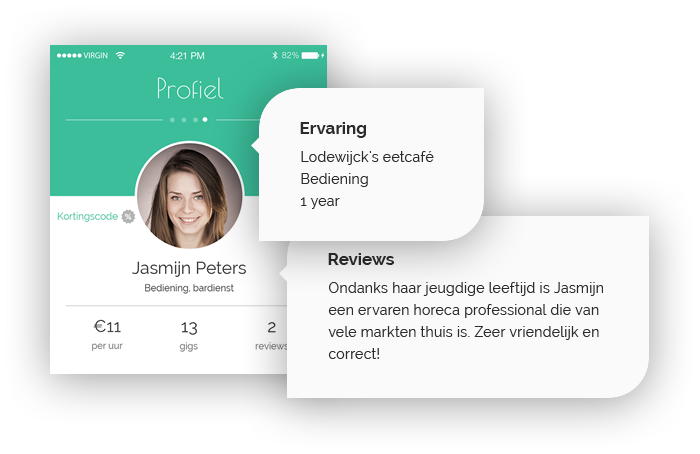 VIRGIN 4:21 PM 82%
Profiel
Kortingscode %
Jasmijn Peters
Bediening, bardienst
€11 13 2
per uur gigs reviews
Ervaring
Lodewijck's eetcafé
Bediening
1 year
Reviews
Ondanks haar jeugdige leeftijd is Jasmijn
een ervaren horeca professional die van
vele markten thuis is. Zeer vriendelijk en
correct!